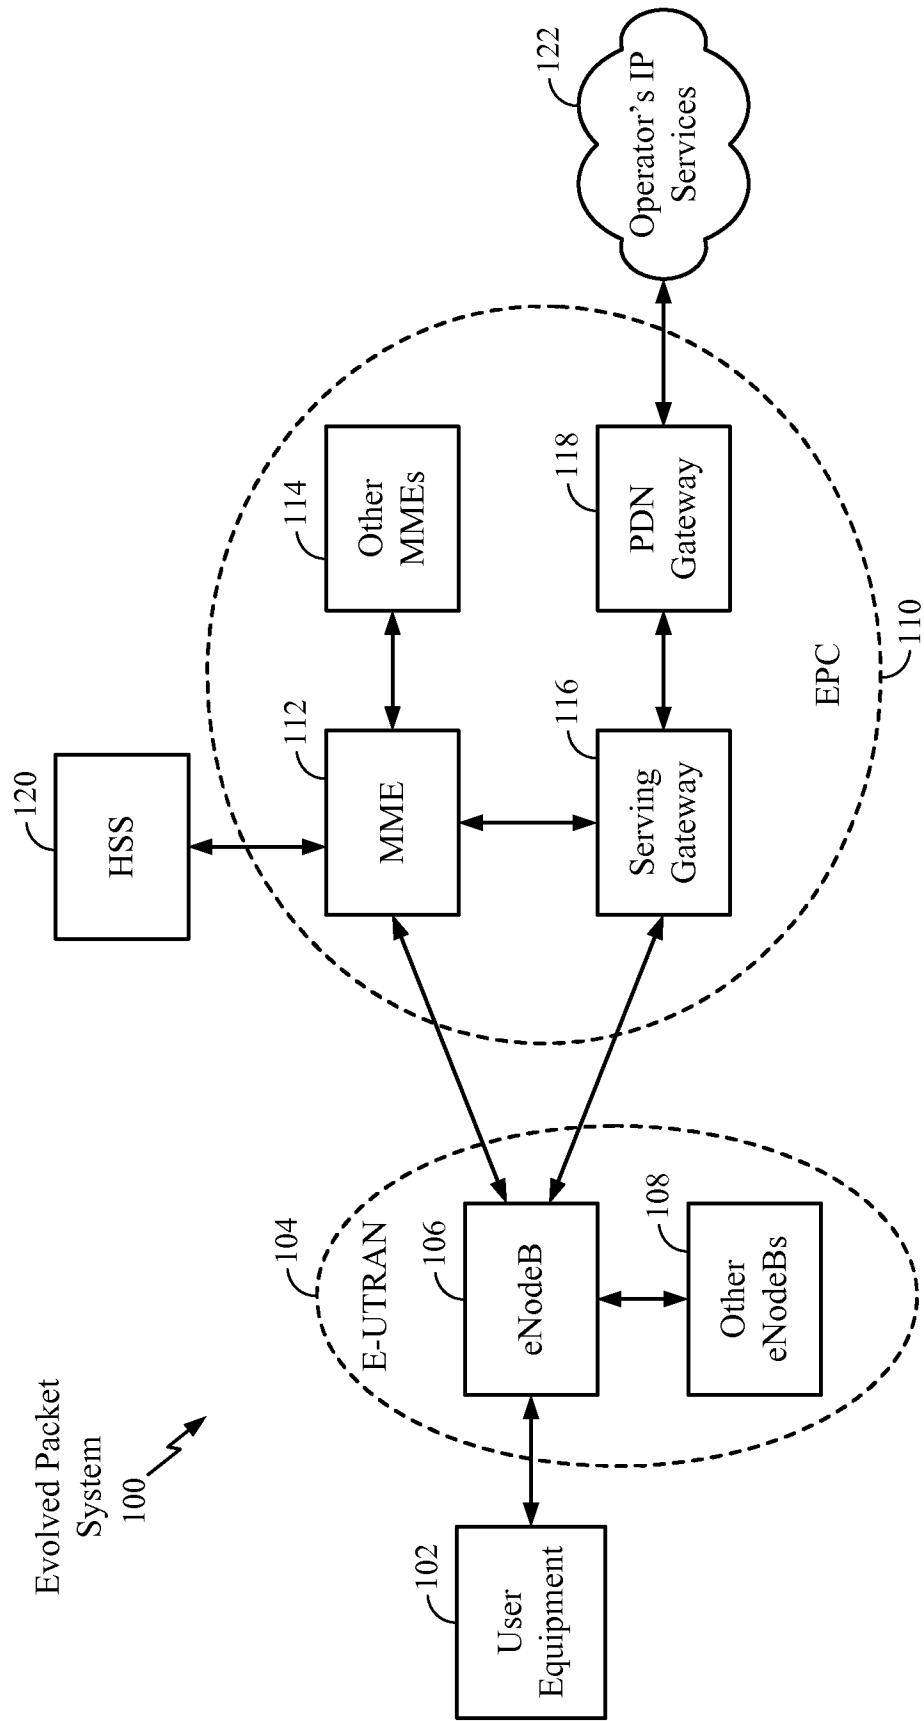 Evolved Packet
System
100
102
User
Equipment
104
E-UTRAN
106
eNodeB
108
Other
eNodeBs
120
HSS
112
MME
114
Other
MMEs
116
Serving
Gateway
118
PDN
Gateway
EPC
110
122
Operator's IP
Services